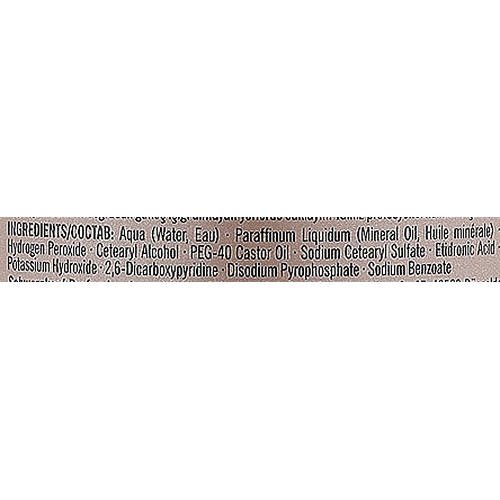 INGREDIENTS/СОСТАВ: Aqua (Water, Eau) · Paraffinum Liquidum (Mineral Oil, Huile minérale) ·
Hydrogen Peroxide · Cetearyl Alcohol · PEG-40 Castor Oil · Sodium Cetearyl Sulfate · Etidronic Acid ·
Potassium Hydroxide · 2,6-Dicarboxypyridine · Disodium Pyrophosphate · Sodium Benzoate